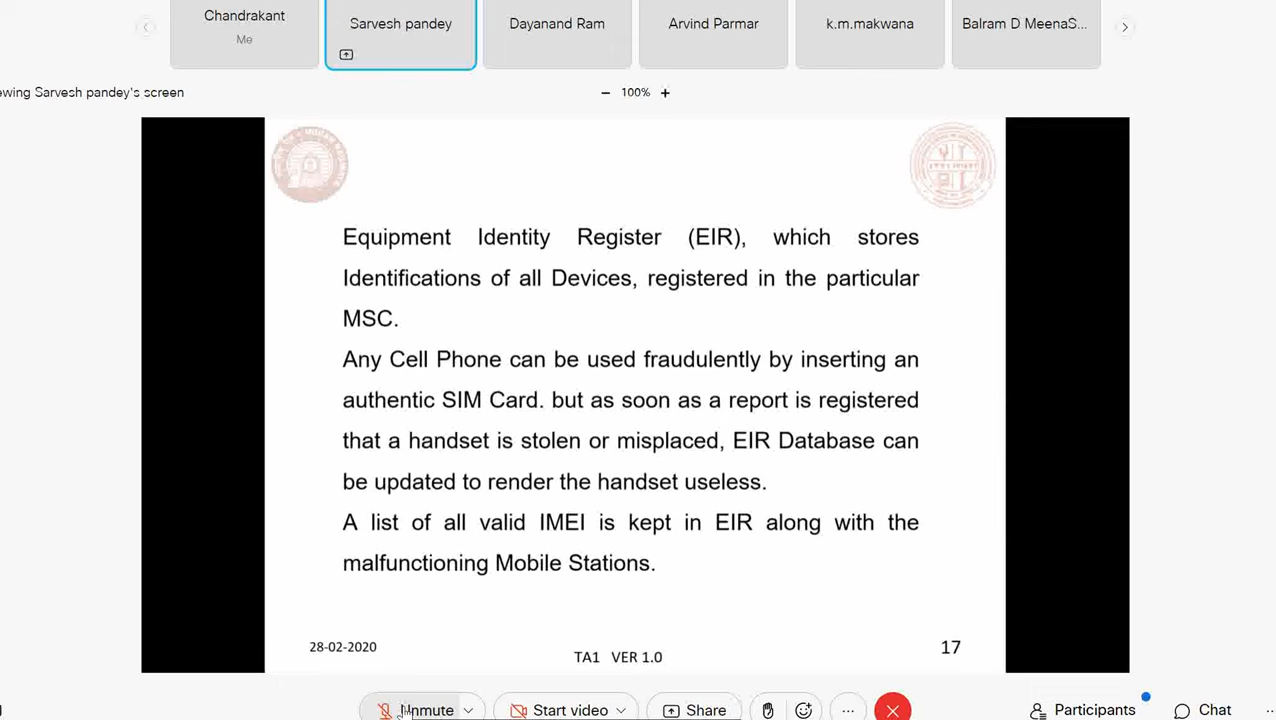 Chandrakant
Me
Sarvesh pandey
Dayanand Ram
Arvind Parmar
k.m.makwana
Balram D MeenaS...
ewing Sarvesh pandey's screen
100%
Equipment Identity Register (EIR), which stores
Identifications of all Devices, registered in the particular
MSC.
Any Cell Phone can be used fraudulently by inserting an
authentic SIM Card. but as soon as a report is registered
that a handset is stolen or misplaced, EIR Database can
be updated to render the handset useless.
A list of all valid IMEI is kept in EIR along with the
malfunctioning Mobile Stations.
28-02-2020
TA1 VER 1.0
17
Unmute
Start video
Share
Participants
Chat